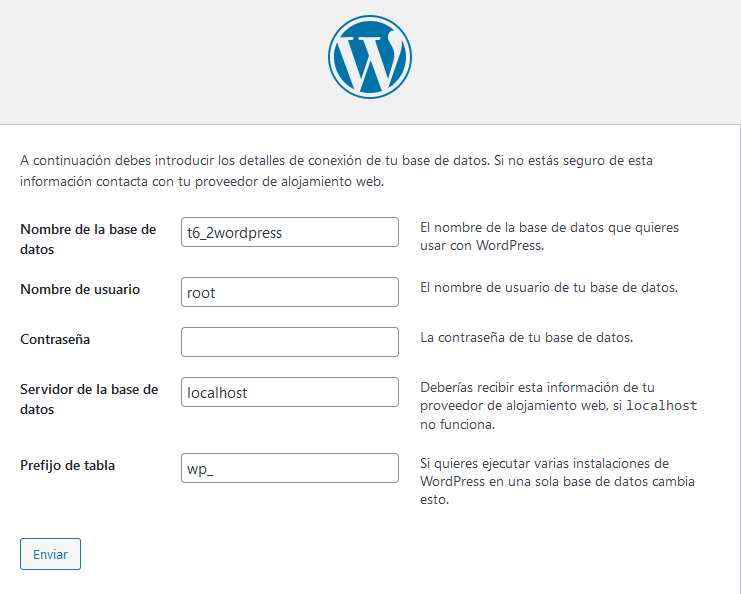 A continuación debes introducir los detalles de conexión de tu base de datos. Si no estás seguro de esta
información contacta con tu proveedor de alojamiento web.
Nombre de la base de
datos
t6_2wordpress
El nombre de la base de datos que quieres
usar con WordPress.
Nombre de usuario
root
El nombre de usuario de tu base de datos.
Contraseña
La contraseña de tu base de datos.
Servidor de la base de
datos
localhost
Deberías recibir esta información de tu
proveedor de alojamiento web, si localhost
no funciona.
Prefijo de tabla
wp_
Si quieres ejecutar varias instalaciones de
WordPress en una sola base de datos cambia
esto.
Enviar